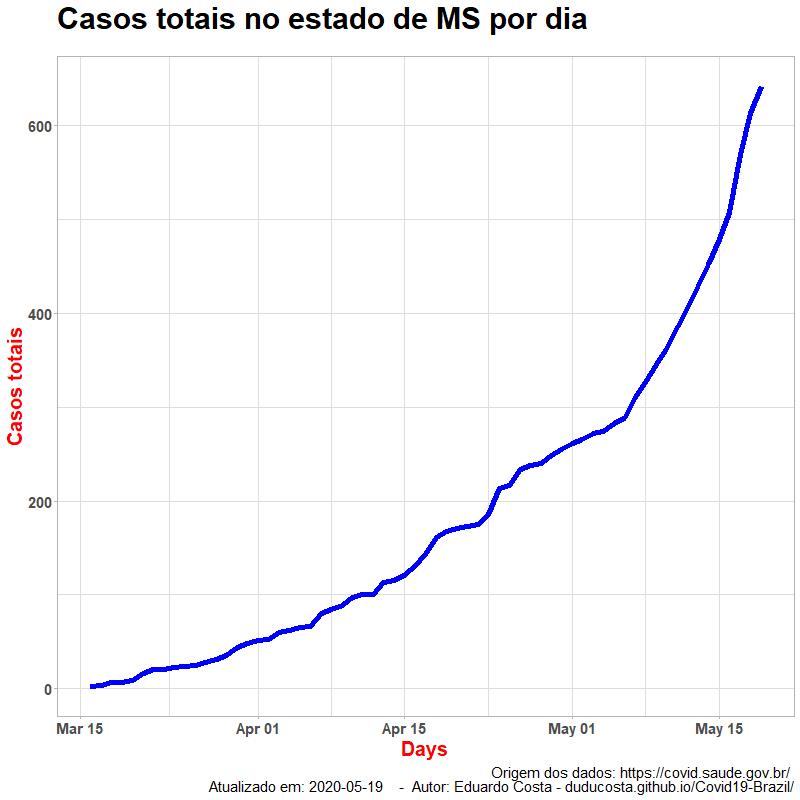 Casos totais no estado de MS por dia
Casos totais
600
400
200
0
Mar 15 Apr 01 Apr 15 May 01 May 15
Days
Origem dos dados: https://covid.saude.gov.br/
Atualizado em: 2020-05-19 - Autor: Eduardo Costa - duducosta.github.io/Covid19-Brazil/